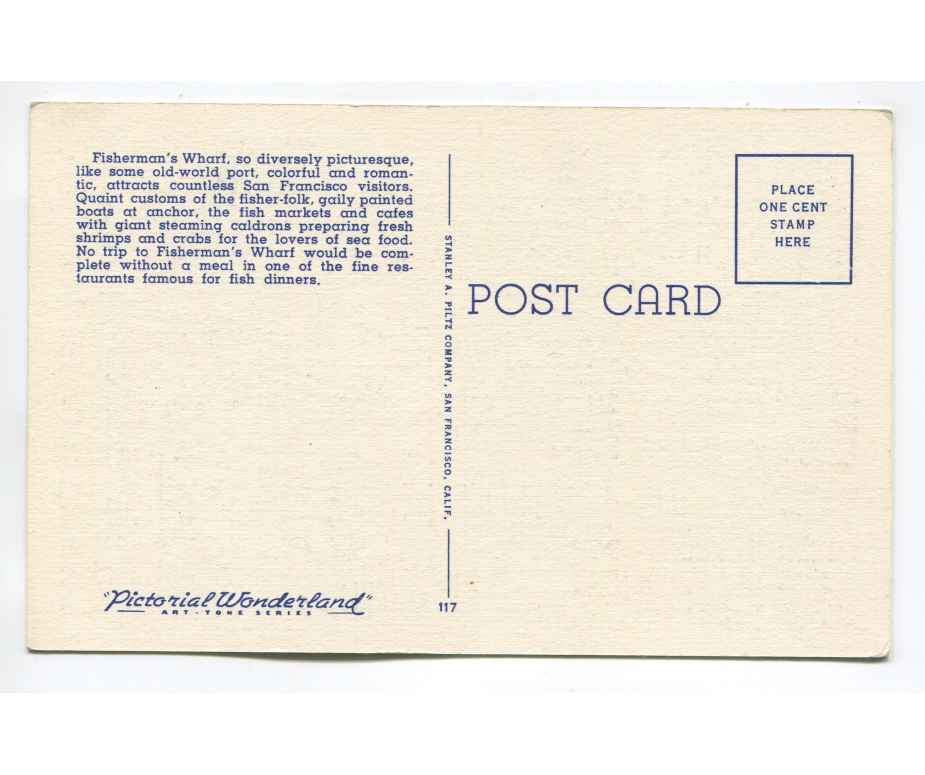 Fisherman's Wharf, so diversely picturesque,
like some old-world port, colorful and roman-
tic, attracts countless San Francisco visitors.
Quaint customs of the fisher-folk, gaily painted
boats at anchor, the fish markets and cafes
with giant steaming caldrons preparing fresh
shrimps and crabs for the lovers of sea food.
No trip to Fisherman's Wharf would be com-
plete without a meal in one of the fine res-
taurants famous for fish dinners.
"Pictorial Wonderland"
ART-TONE SERIES
STANLEY A. PILTZ COMPANY, SAN FRANCISCO, CALIF.
117
POST CARD
PLACE
ONE CENT
STAMP
HERE